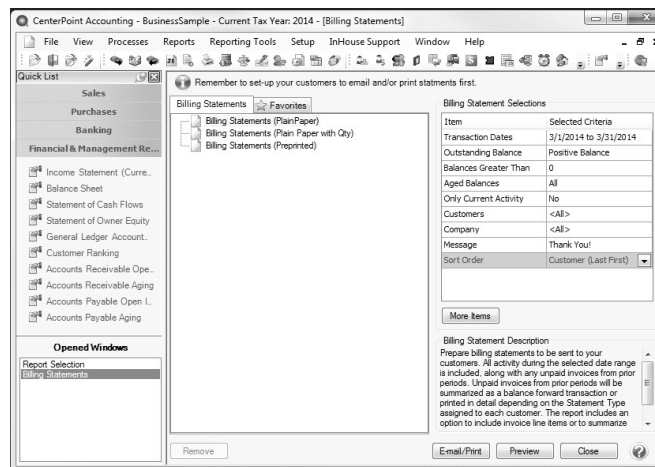 CenterPoint Accounting - BusinessSample - Current Tax Year: 2014 - [Billing Statements]
File View Processes Reports Reporting Tools Setup InHouse Support Window Help
Quick List
Sales
Purchases
Banking
Financial & Management Re...
Income Statement (Curre...
Balance Sheet
Statement of Cash Flows
Statement of Owner Equity
General Ledger Account..
Customer Ranking
Accounts Receivable Ope...
Accounts Receivable Aging
Accounts Payable Open I...
Accounts Payable Aging
Opened Windows
Report Selection
Billing Statements
Remember to set-up your customers to email and/or print statments first.
Billing Statements Favorites
Billing Statements (PlainPaper)
Billing Statements (Plain Paper with Qty)
Billing Statements (Preprinted)
Billing Statement Selections
Item Selected Criteria
Transaction Dates 3/1/2014 to 3/31/2014
Outstanding Balance Positive Balance
Balances Greater Than 0
Aged Balances All
Only Current Activity No
Customers <All>
Company <All>
Message Thank You!
Sort Order Customer (Last First)
More Items
Billing Statement Description
Prepare billing statements to be sent to your
customers. All activity during the selected date range
is included, along with any unpaid invoices from prior
periods. Unpaid invoices from prior periods will be
summarized as a balance forward transaction or
printed in detail depending on the Statement Type
assigned to each customer. The report includes an
option to include invoice line items or to summarize
Remove E-mail/Print Preview Close